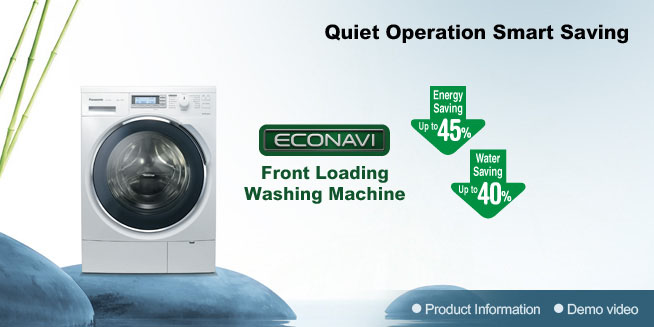 Quiet Operation Smart Saving
Panasonic
ECONAVI
Front Loading
Washing Machine
Energy
Saving
Up to 45%
Water
Saving
Up to 40%
Product Information
Demo video